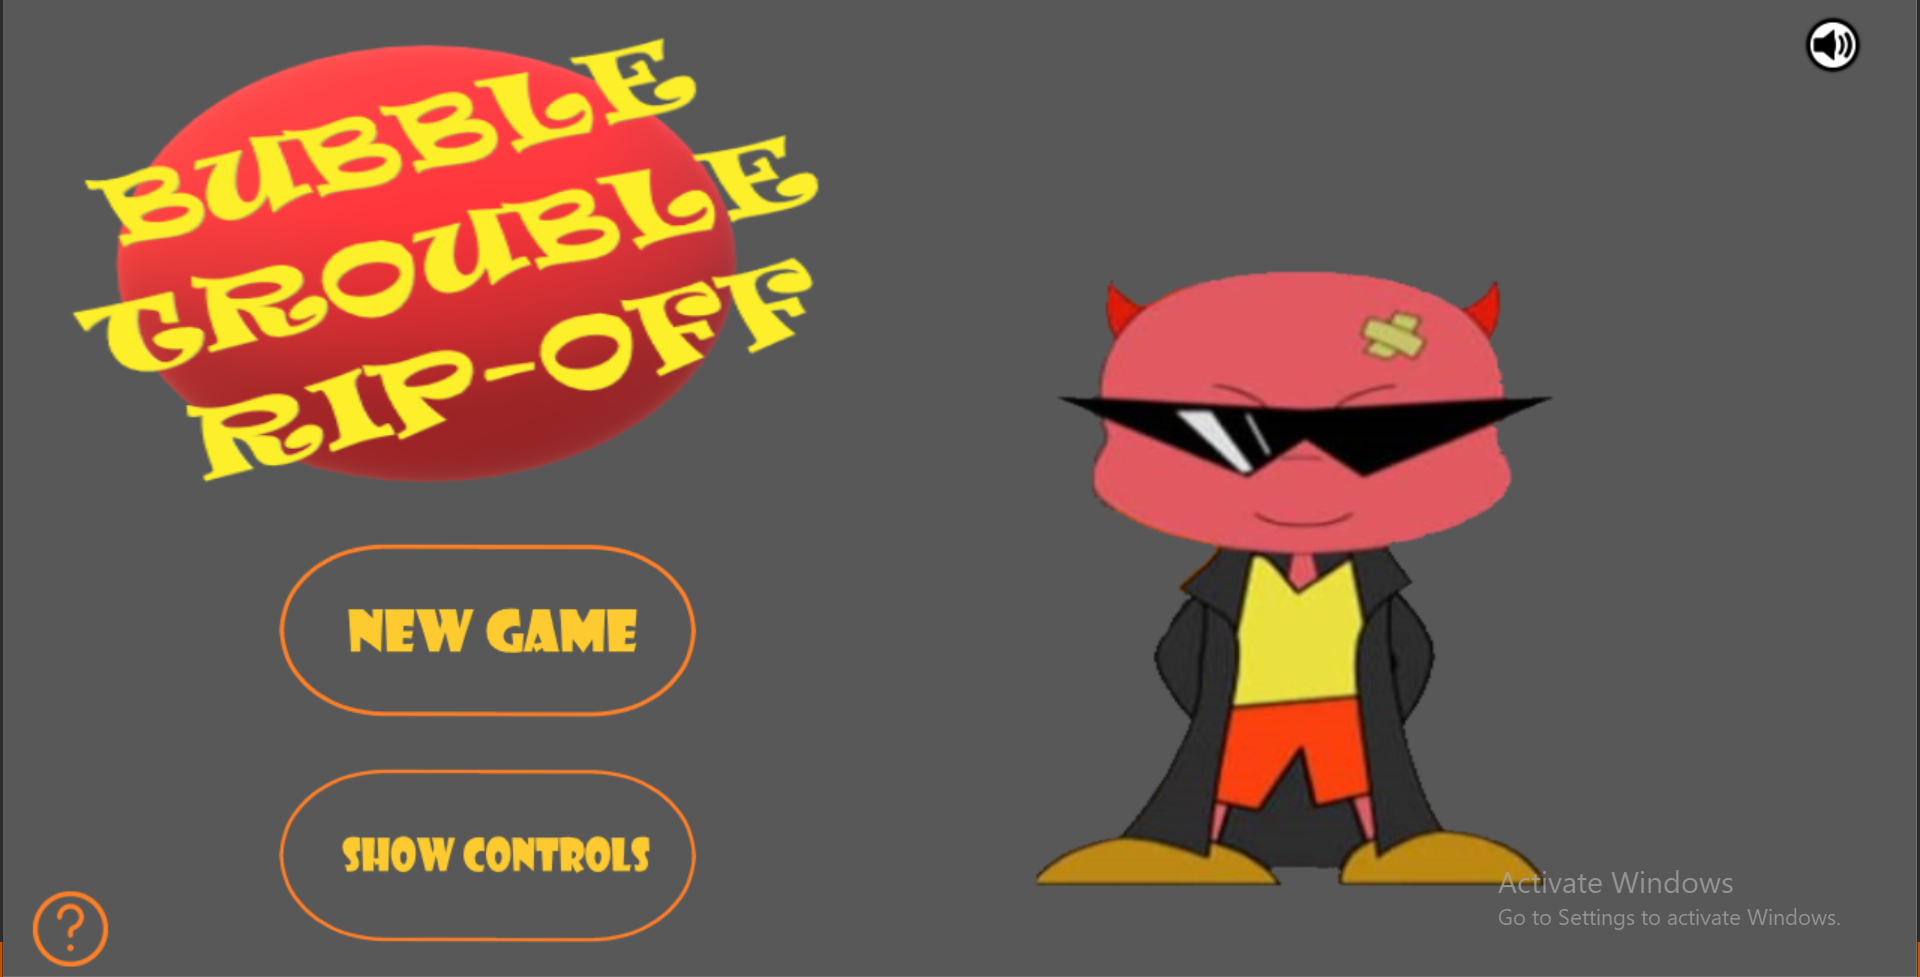 BUBBLE
TROUBLE
RIP-OFF
NEW GAME
SHOW CONTROLS
?
Activate Windows
Go to Settings to activate Windows.